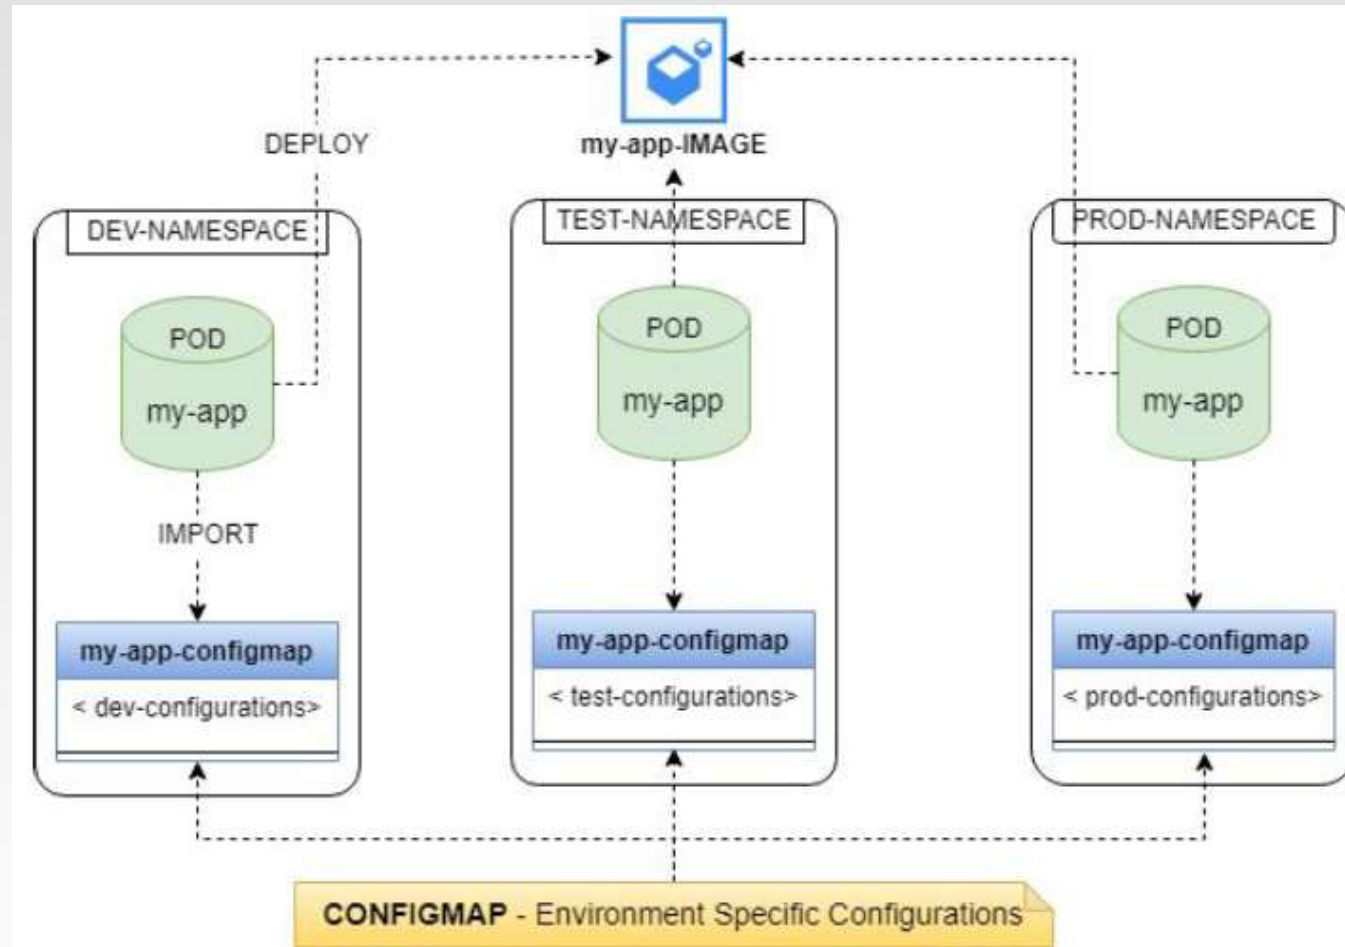 DEPLOY
my-app-IMAGE
DEV-NAMESPACE
TEST-NAMESPACE
PROD-NAMESPACE
POD
my-app
POD
my-app
POD
my-app
IMPORT
my-app-configmap
< dev-configurations>
my-app-configmap
< test-configurations>
my-app-configmap
< prod-configurations>
CONFIGMAP - Environment Specific Configurations